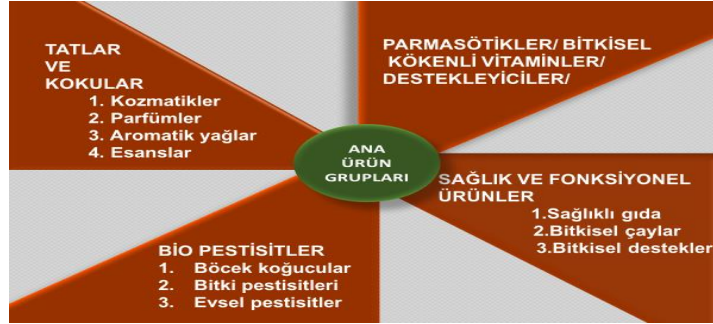 TATLAR
VE
KOKULAR
1. Kozmatikler
2. Parfümler
3. Aromatik yağlar
4. Esanslar
PARMASÖTİKLER/ BİTKİSEL
KÖKENLİ VİTAMİNLER/
DESTEKLEYİCİLER/
ANA
ÜRÜN
GRUPLARI
SAĞLIK VE FONKSİYONEL
ÜRÜNLER
1.Sağlıklı gıda
2.Bitkisel çaylar
3.Bitkisel destekler
BİO PESTİSİTLER
1. Böcek koğucular
2. Bitki pestisitleri
3. Evsel pestisitler